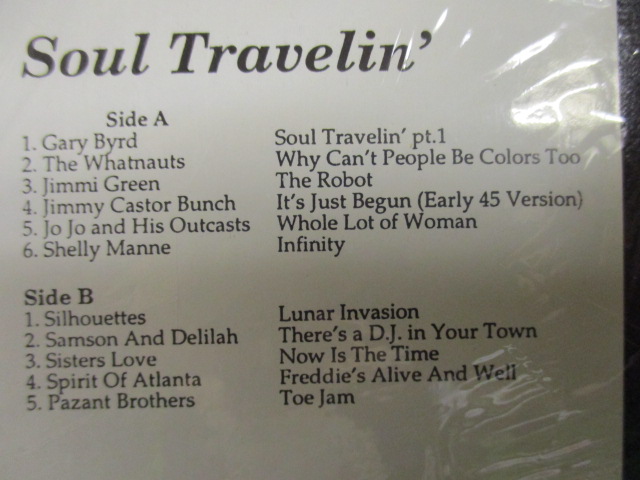 Soul Travelin'
Side A
1. Gary Byrd Soul Travelin' pt.1
2. The Whatnauts Why Can't People Be Colors Too
3. Jimmi Green The Robot
4. Jimmy Castor Bunch It's Just Begun (Early 45 Version)
5. Jo Jo and His Outcasts Whole Lot of Woman
6. Shelly Manne Infinity
Side B
1. Silhouettes Lunar Invasion
2. Samson And Delilah There's a D.J. in Your Town
3. Sisters Love Now Is The Time
4. Spirit Of Atlanta Freddie's Alive And Well
5. Pazant Brothers Toe Jam